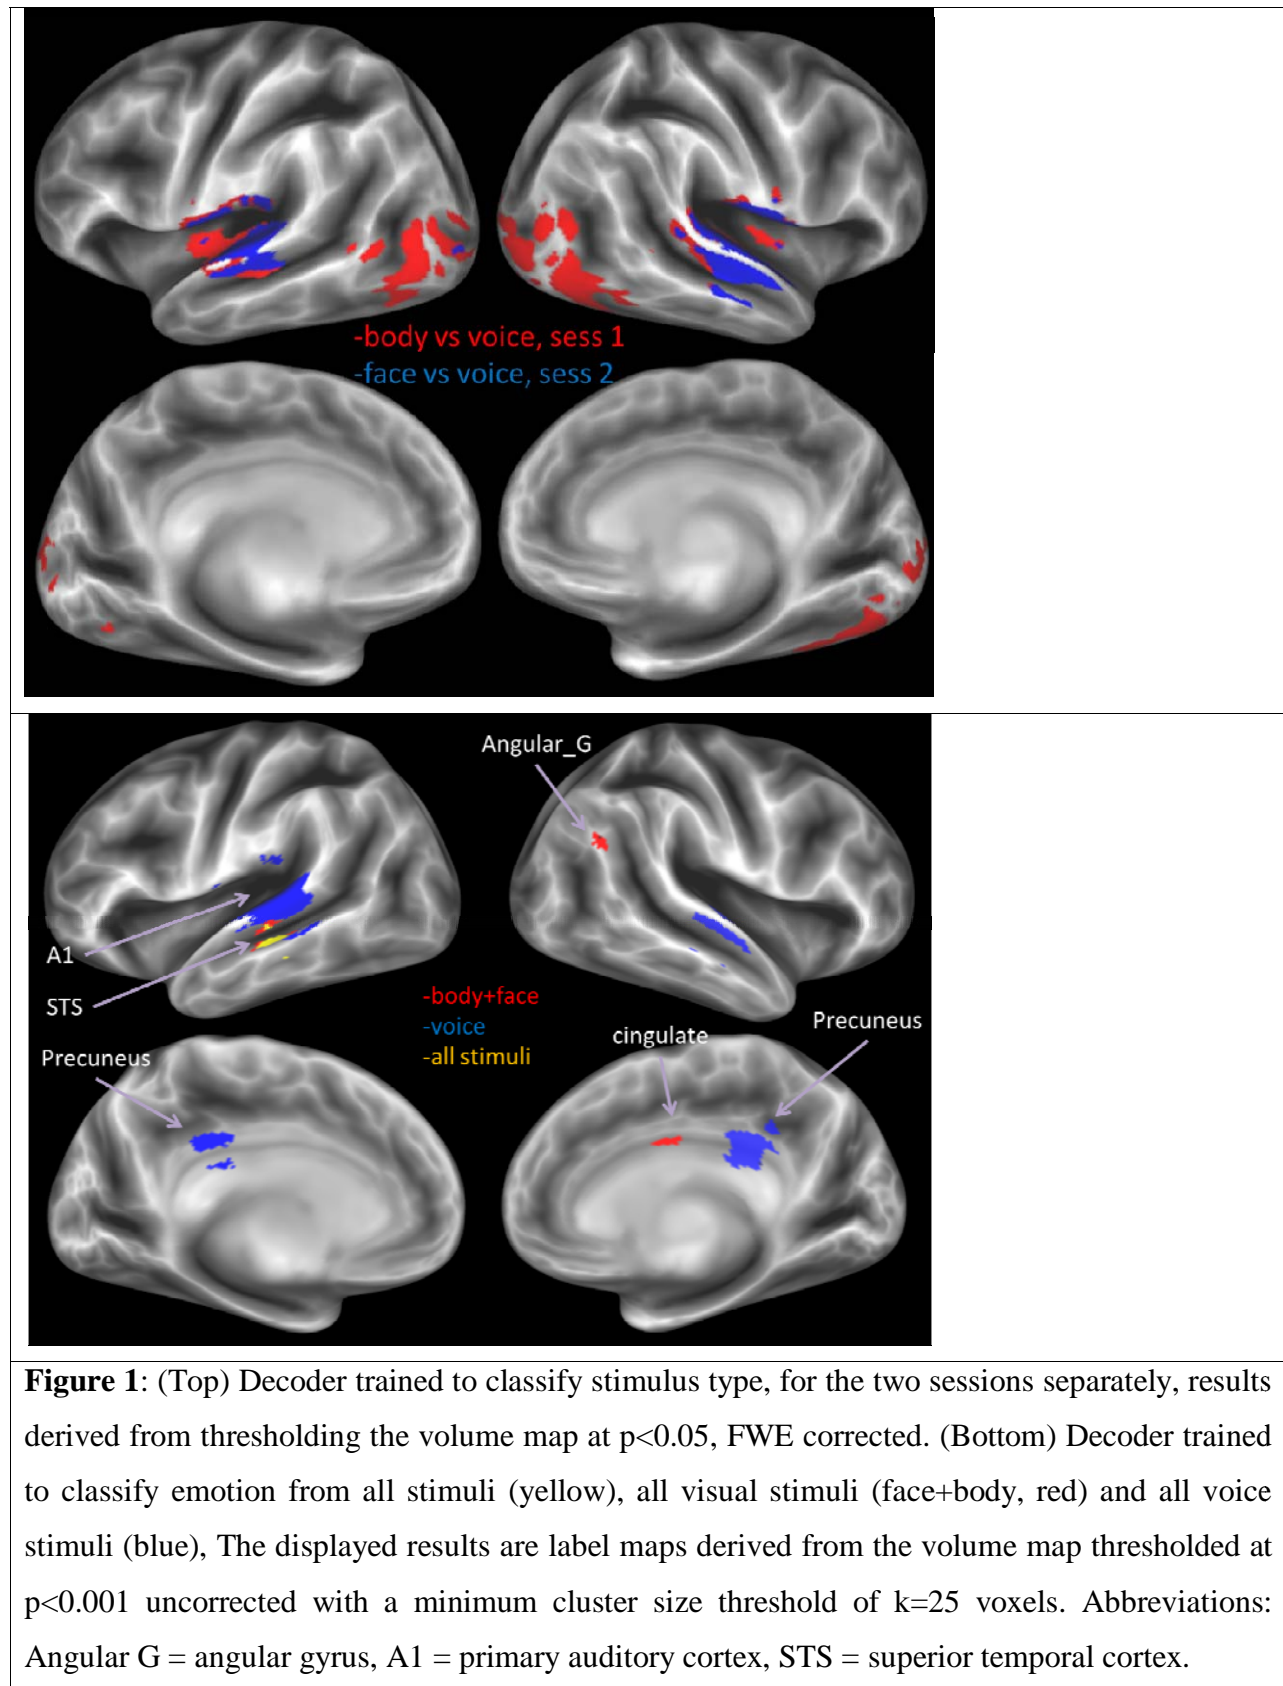 -body vs voice, sess 1
-face vs voice, sess 2
Angular_G
A1
STS
-body+face
-voice
-all stimuli
Precuneus
cingulate
Precuneus
Figure 1: (Top) Decoder trained to classify stimulus type, for the two sessions separately, results
derived from thresholding the volume map at p<0.05, FWE corrected. (Bottom) Decoder trained
to classify emotion from all stimuli (yellow), all visual stimuli (face+body, red) and all voice
stimuli (blue), The displayed results are label maps derived from the volume map thresholded at
p<0.001 uncorrected with a minimum cluster size threshold of k=25 voxels. Abbreviations:
Angular G = angular gyrus, A1 = primary auditory cortex, STS = superior temporal cortex.